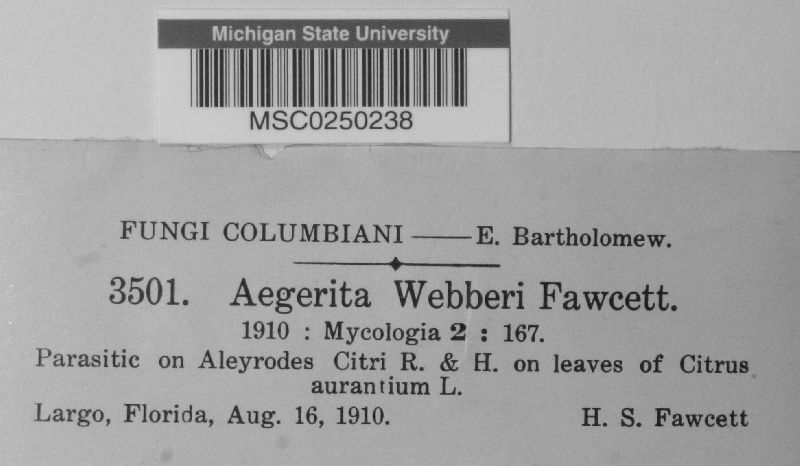 Michigan State University
MSC0250238
FUNGI COLUMBIANI —— E. Bartholomew.
3501. Aegerita Webberi Fawcett.
1910 : Mycologia 2 : 167.
Parasitic on Aleyrodes Citri R. & H. on leaves of Citrus
aurantium L.
Largo, Florida, Aug. 16, 1910. H. S. Fawcett